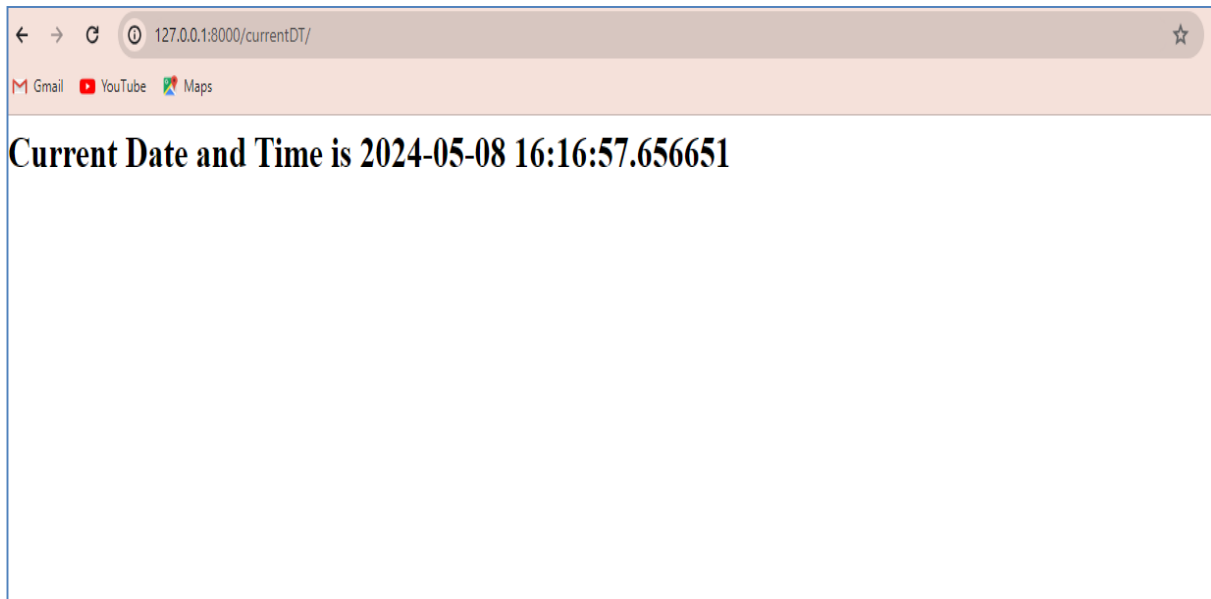 127.0.0.1:8000/currentDT/
Gmail YouTube Maps
Current Date and Time is 2024-05-08 16:16:57.656651